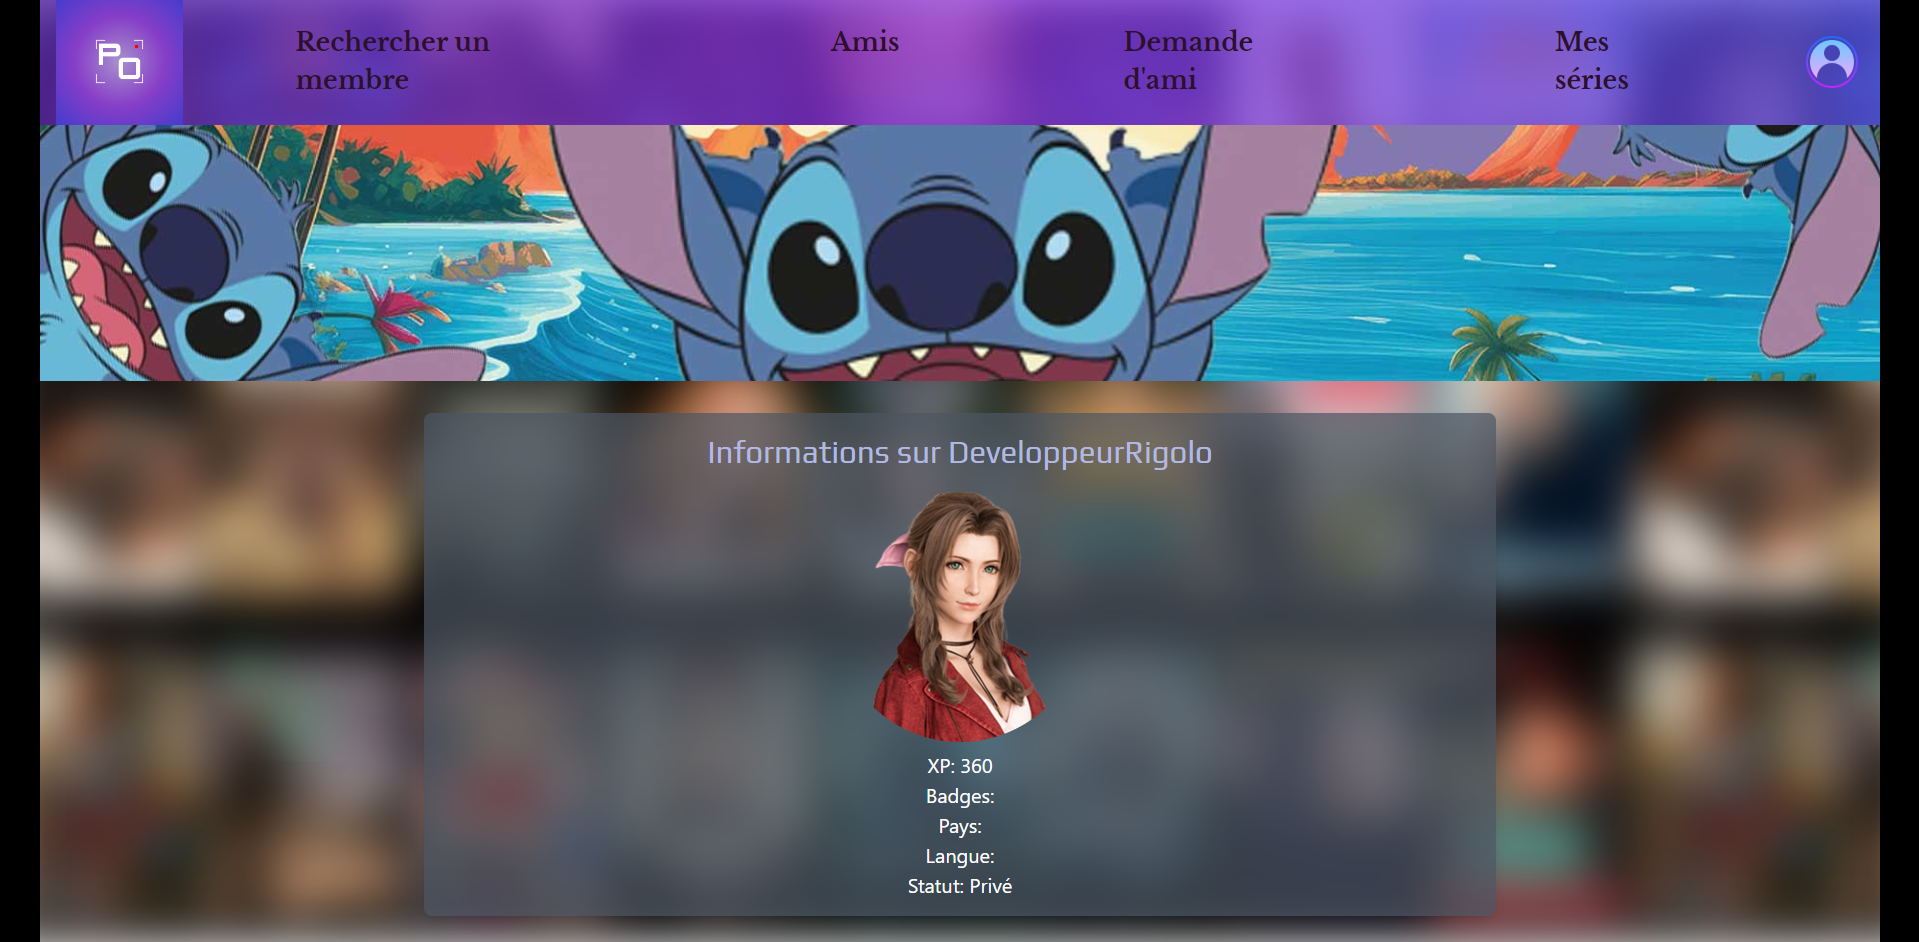 PO
Rechercher un
membre
Amis
Demande
d'ami
Mes
séries
Informations sur DeveloppeurRigolo
XP: 360
Badges:
Pays:
Langue:
Statut: Privé